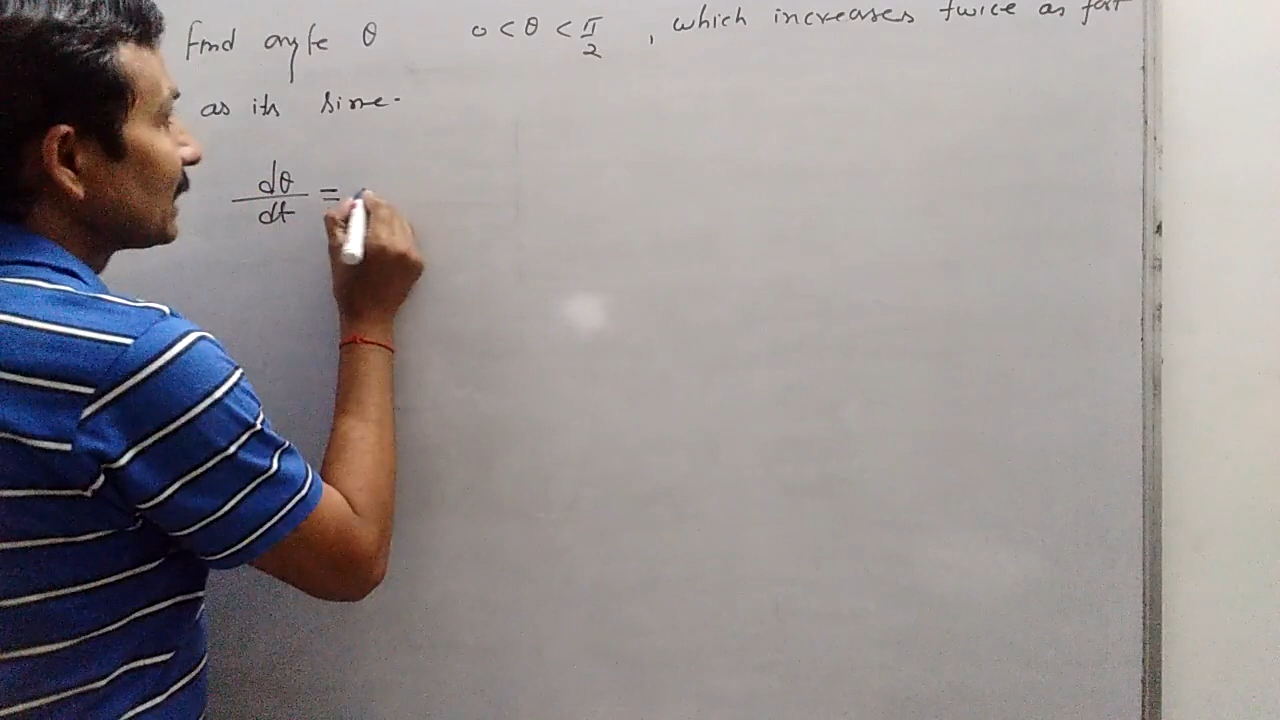 find angle θ 0 < θ < π/2 , which increases twice as fast
as its sine.
dθ/dt =